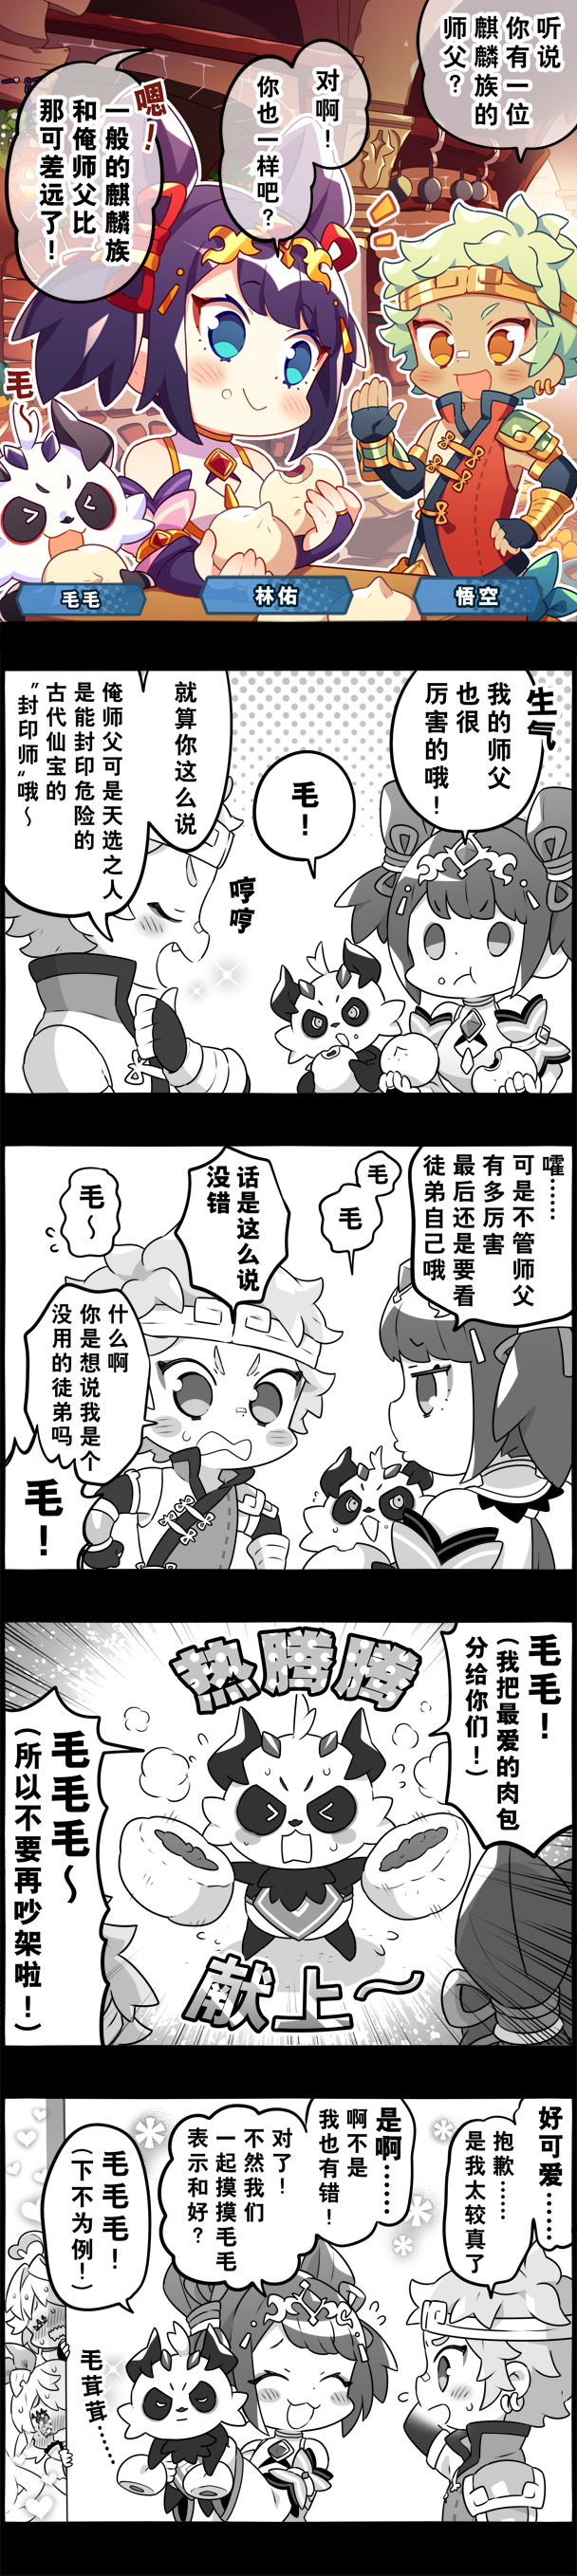 听说
你有一位
麒麟族的
师父？
对啊！
你也一样吧？
嗯！
一般的麒麟族
和俺师父比
那可差远了！
毛～
毛毛
林佑
悟空
生气
我的师父
也很
厉害的哦！
毛！
就算你这么说
俺师父可是天选之人
是能封印危险的
古代仙宝的
“封印师”哦～
哼哼
嚯……
可是不管师父
有多厉害
最后还是要看
徒弟自己哦
毛
毛
话是这么说
没错
毛～
什么啊
你是想说我是个
没用的徒弟吗
毛！
毛毛！
（我把最爱的肉包
分给你们！）
热腾腾
献上～
毛毛毛～
（所以不要再吵架啦！）
好可爱……
抱歉……
是我太较真了
是啊……
啊不是
我也有错！
对了！
不然我们
一起摸摸毛毛
表示和好？
毛毛毛！
（下不为例！）
毛茸茸……